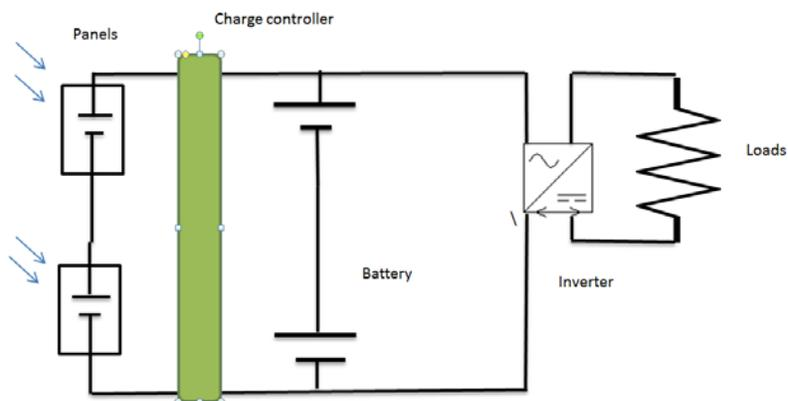 Charge controller
Panels
Loads
Battery
Inverter